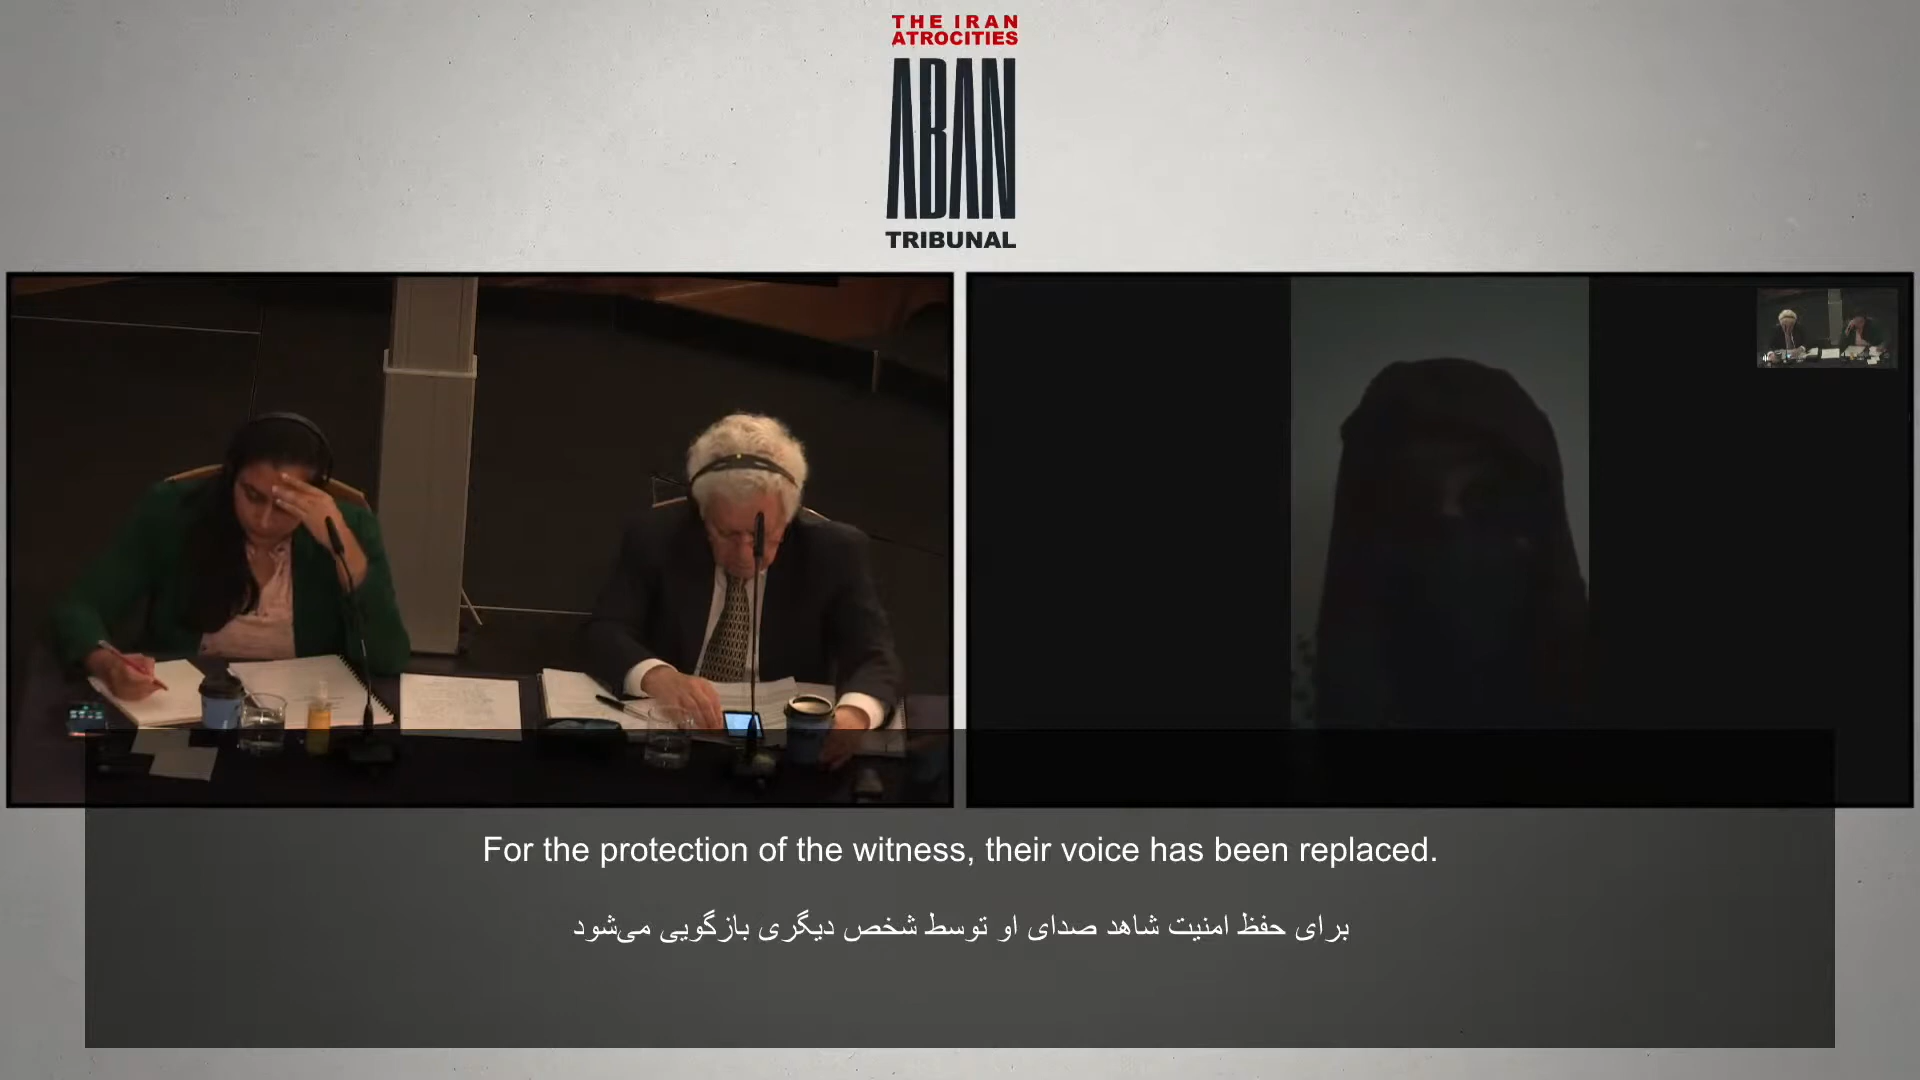 THE IRAN
ATROCITIES
ABAN
TRIBUNAL
For the protection of the witness, their voice has been replaced.
برای حفظ امنیت شاهد صدای او توسط شخص دیگری بازگویی می‌شود